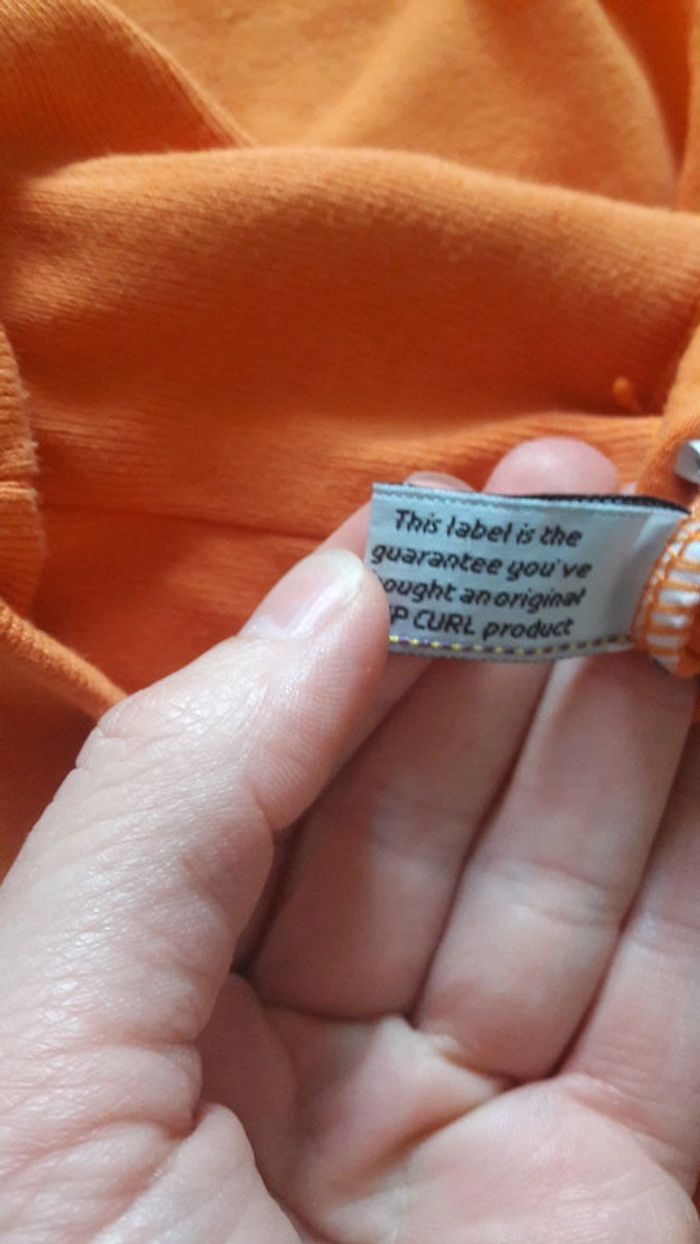 This label is the
guarantee you've
ought an original
P CURL product